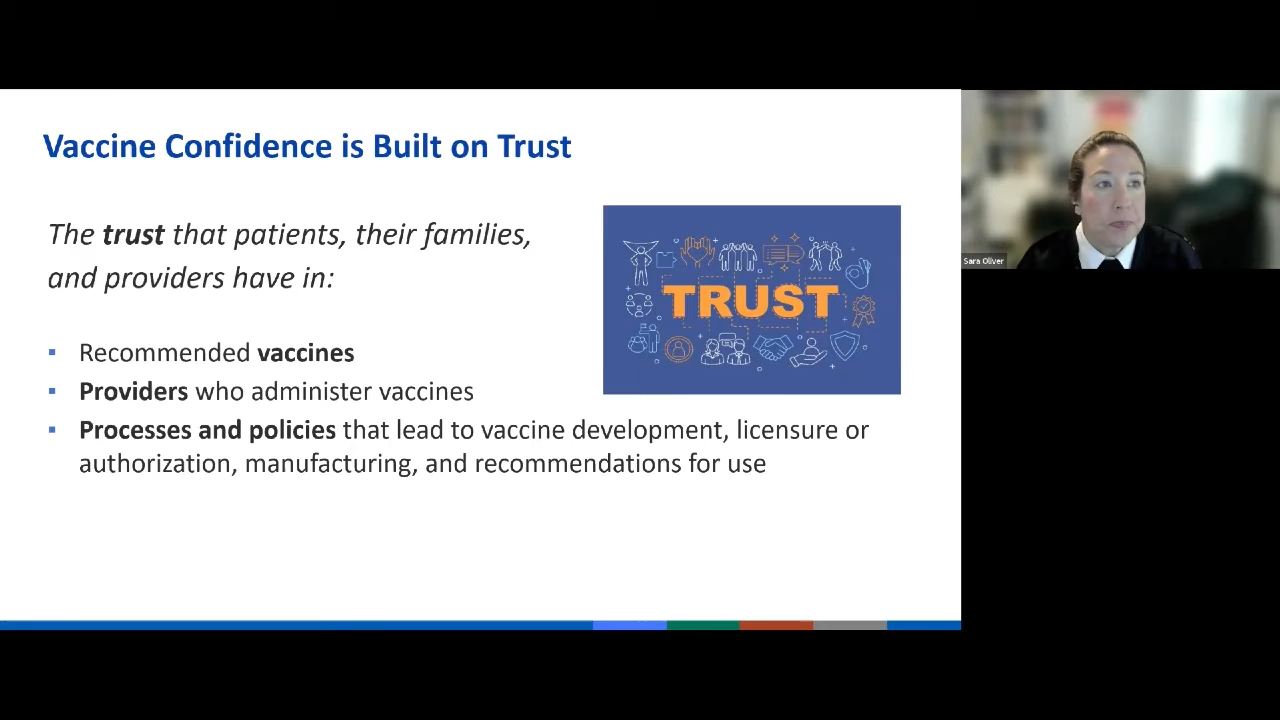 Vaccine Confidence is Built on Trust
The trust that patients, their families,
and providers have in:
TRUST
▪ Recommended vaccines
▪ Providers who administer vaccines
▪ Processes and policies that lead to vaccine development, licensure or
authorization, manufacturing, and recommendations for use
Sara Oliver